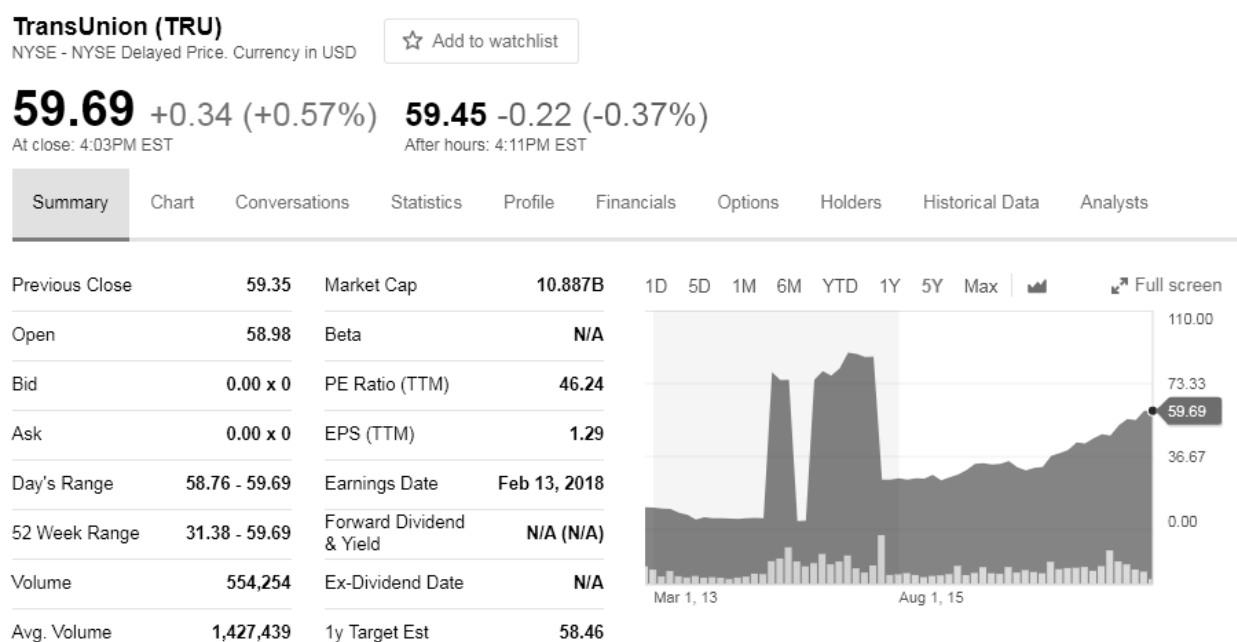 TransUnion (TRU)
NYSE - NYSE Delayed Price. Currency in USD
Add to watchlist
59.69 +0.34 (+0.57%) 59.45 -0.22 (-0.37%)
At close: 4:03PM EST After hours: 4:11PM EST
Summary Chart Conversations Statistics Profile Financials Options Holders Historical Data Analysts
Previous Close 59.35
Open 58.98
Bid 0.00 x 0
Ask 0.00 x 0
Day's Range 58.76 - 59.69
52 Week Range 31.38 - 59.69
Volume 554,254
Avg. Volume 1,427,439
Market Cap 10.887B
Beta N/A
PE Ratio (TTM) 46.24
EPS (TTM) 1.29
Earnings Date Feb 13, 2018
Forward Dividend
& Yield N/A (N/A)
Ex-Dividend Date N/A
1y Target Est 58.46
1D 5D 1M 6M YTD 1Y 5Y Max Full screen
110.00
73.33
59.69
36.67
0.00
Mar 1, 13 Aug 1, 15